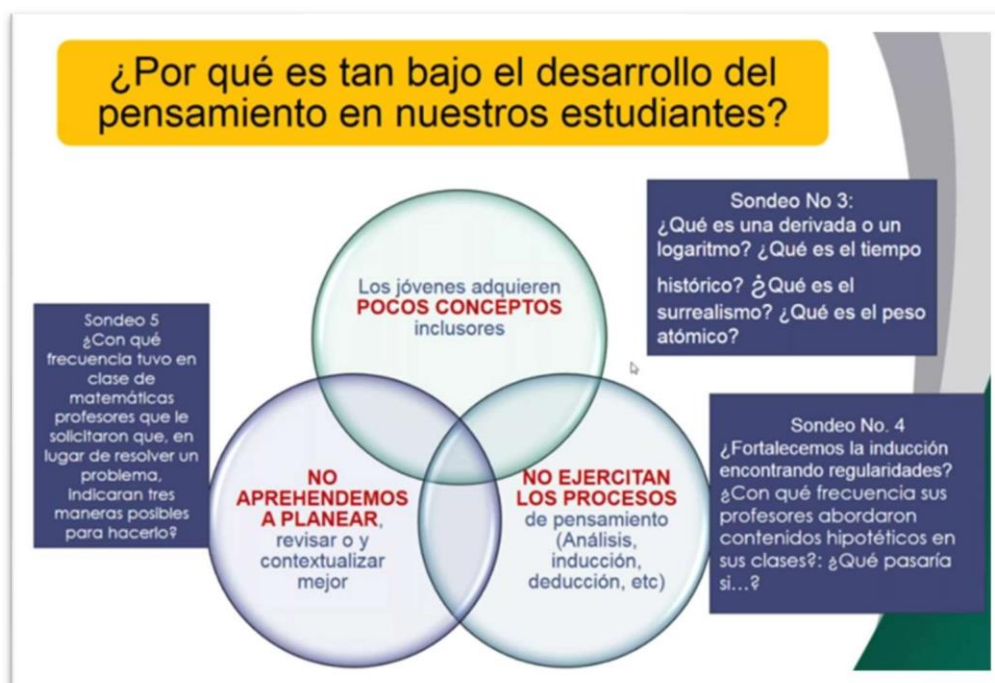 ¿Por qué es tan bajo el desarrollo del
pensamiento en nuestros estudiantes?
Los jóvenes adquieren
POCOS CONCEPTOS
inclusores
Sondeo No 3:
¿Qué es una derivada o un
logaritmo? ¿Qué es el tiempo
histórico? ¿Qué es el
surrealismo? ¿Qué es el peso
atómico?
Sondeo 5
¿Con qué
frecuencia tuvo en
clase de
matemáticas
profesores que le
solicitaron que, en
lugar de resolver un
problema,
indicaran tres
maneras posibles
para hacerlo?
NO
APREHENDEMOS
A PLANEAR,
revisar o y
contextualizar
mejor
NO EJERCITAN
LOS PROCESOS
de pensamiento
(Análisis,
inducción,
deducción, etc)
Sondeo No. 4
¿Fortalecemos la inducción
encontrando regularidades?
¿Con qué frecuencia sus
profesores abordaron
contenidos hipotéticos en
sus clases?: ¿Qué pasaría
si...?